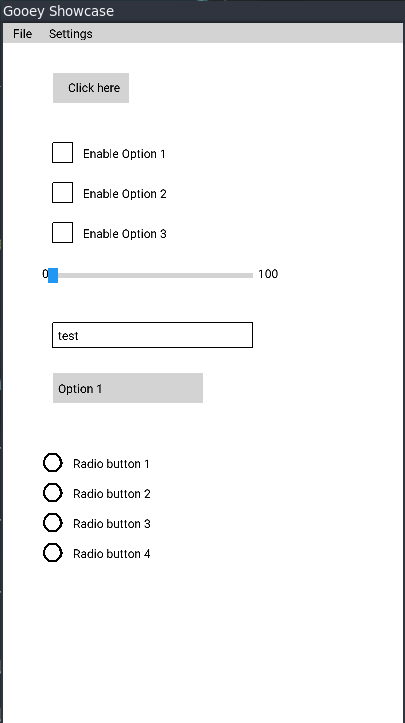 Gooey Showcase
File Settings
Click here
Enable Option 1
Enable Option 2
Enable Option 3
0 100
test
Option 1
Radio button 1
Radio button 2
Radio button 3
Radio button 4